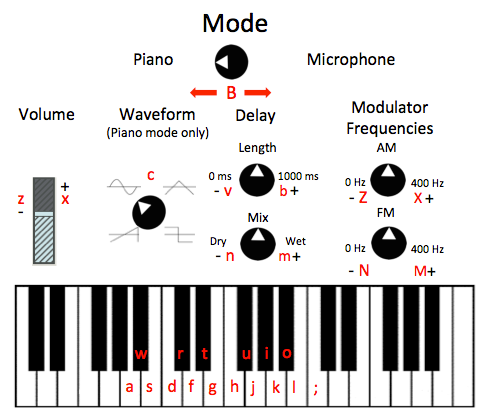 Mode
Piano Microphone
B
Volume Waveform Delay Modulator
(Piano mode only) Frequencies
Length AM
c
0 ms 1000 ms 0 Hz 400 Hz
z + x - v b + - Z X +
-
Mix FM
Dry Wet 0 Hz 400 Hz
- n m + - N M+
w r t u i o
a s d f g h j k l ;